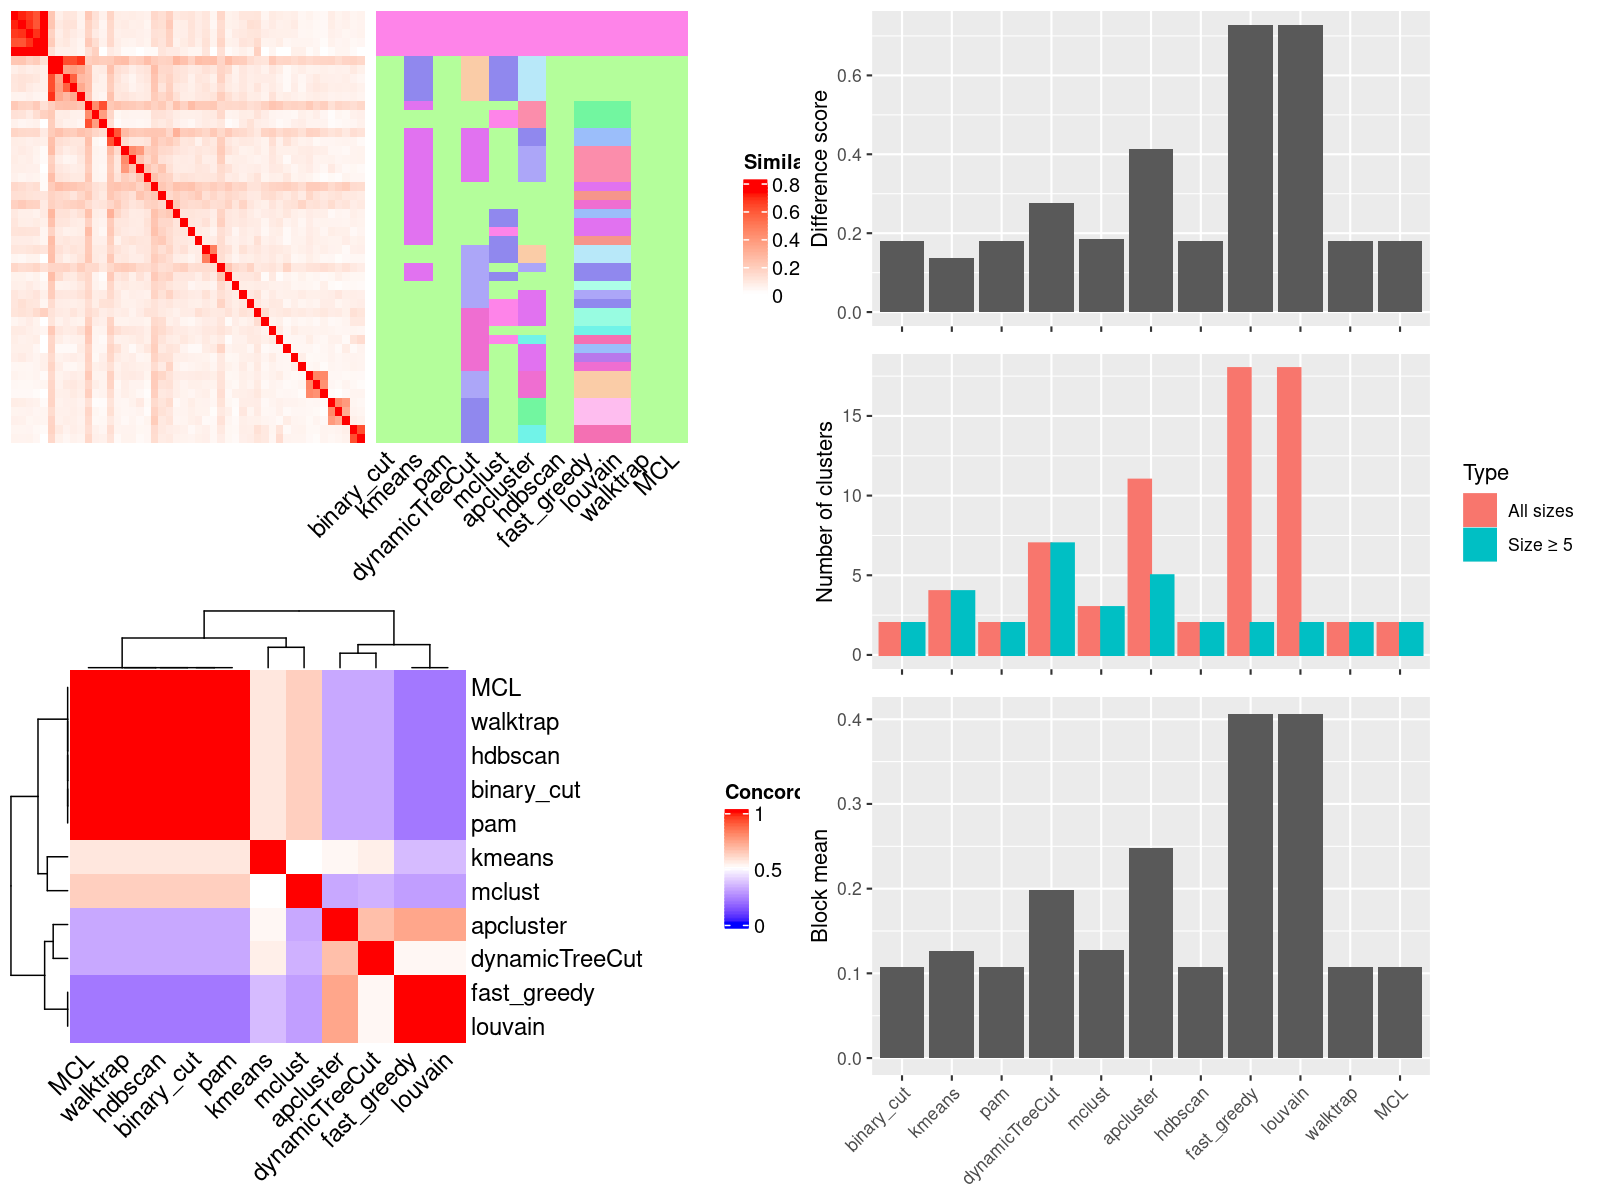 Simila
0.8
0.6
0.4
0.2
0
binary_cut
kmeans
pam
dynamicTreeCut
mclust
apcluster
hdbscan
fast_greedy
louvain
walktrap
MCL
MCL
walktrap
hdbscan
binary_cut
pam
kmeans
mclust
apcluster
dynamicTreeCut
fast_greedy
louvain
MCL
walktrap
hdbscan
binary_cut
pam
kmeans
mclust
apcluster
dynamicTreeCut
fast_greedy
louvain
Concord
1
0.5
0
Difference score
0.6
0.4
0.2
0.0
Number of clusters
15
10
5
0
Type
All sizes
Size ≥ 5
Block mean
0.4
0.3
0.2
0.1
0.0
binary_cut
kmeans
pam
dynamicTreeCut
mclust
apcluster
hdbscan
fast_greedy
louvain
walktrap
MCL